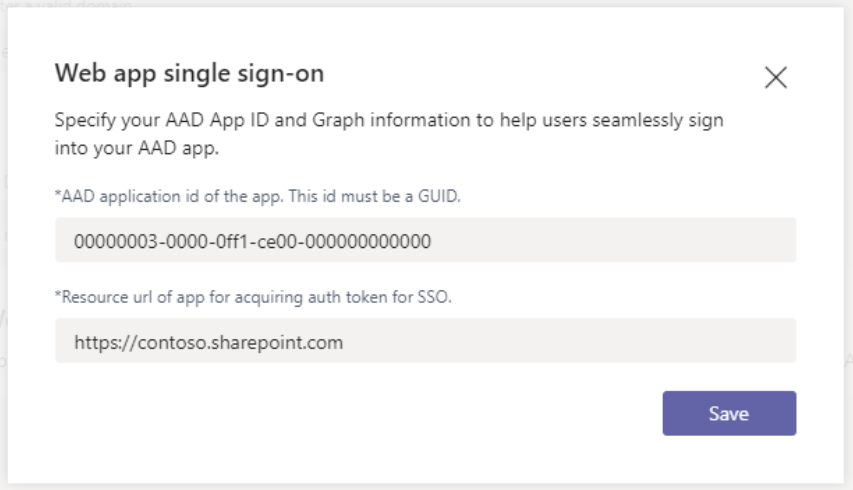 Web app single sign-on
Specify your AAD App ID and Graph information to help users seamlessly sign
into your AAD app.
*AAD application id of the app. This id must be a GUID.
00000003-0000-0ff1-ce00-000000000000
*Resource url of app for acquiring auth token for SSO.
https://contoso.sharepoint.com
Save